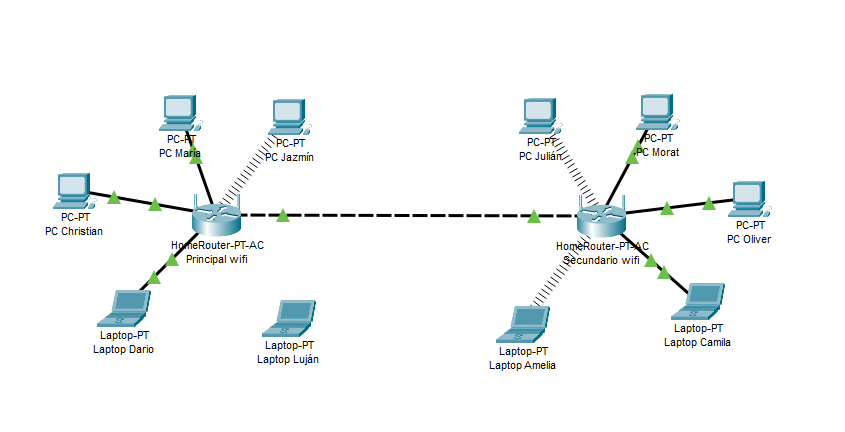 PC-PT
PC Maria
PC-PT
PC Jazmín
PC-PT
PC Julián
PC-PT
PC Morat
PC-PT
PC Christian
PC-PT
PC Oliver
HomeRouter-PT-AC
Principal wifi
HomeRouter-PT-AC
Secundario wifi
Laptop-PT
Laptop Dario
Laptop-PT
Laptop Luján
Laptop-PT
Laptop Amelia
Laptop-PT
Laptop Camila